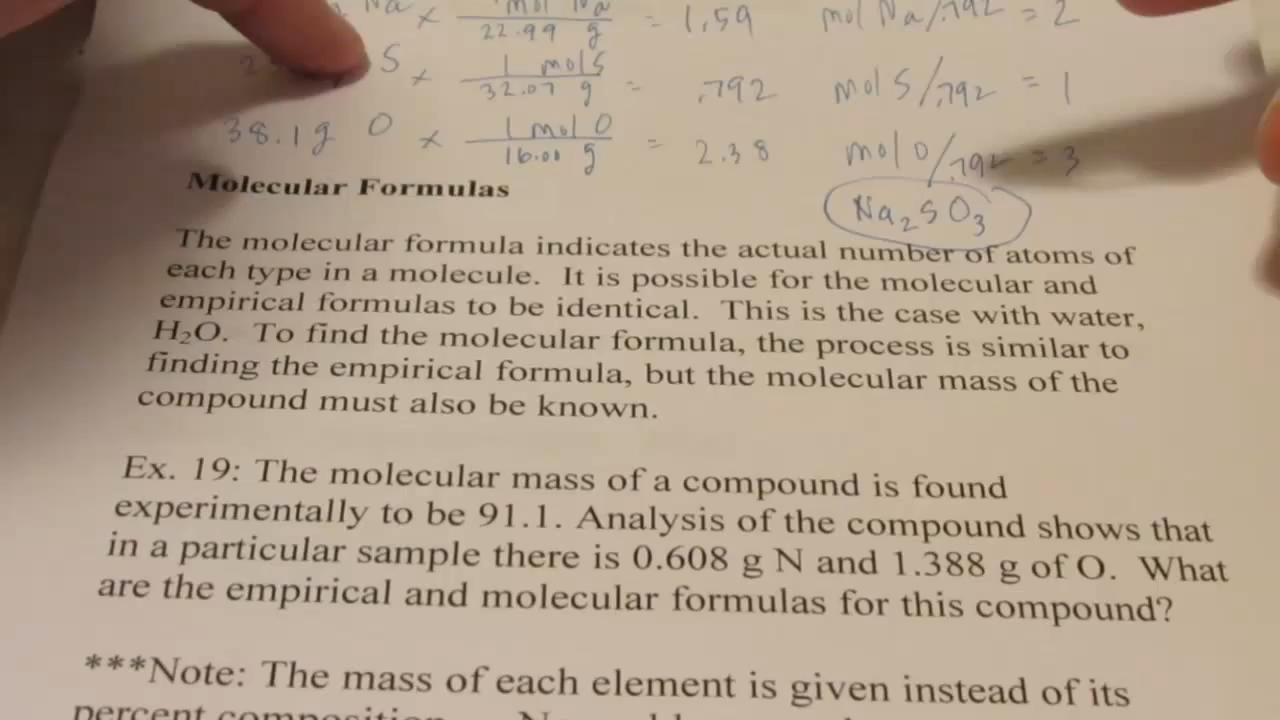 Na × mol Na / 22.99 g = 1.59 mol Na/.792 = 2
S × 1 mol S / 32.07 g = .792 mol S/.792 = 1
38.1 g O × 1 mol O / 16.00 g = 2.38 mol O/.792 = 3
Na₂SO₃
Molecular Formulas
The molecular formula indicates the actual number of atoms of
each type in a molecule. It is possible for the molecular and
empirical formulas to be identical. This is the case with water,
H₂O. To find the molecular formula, the process is similar to
finding the empirical formula, but the molecular mass of the
compound must also be known.
Ex. 19: The molecular mass of a compound is found
experimentally to be 91.1. Analysis of the compound shows that
in a particular sample there is 0.608 g N and 1.388 g of O. What
are the empirical and molecular formulas for this compound?
***Note: The mass of each element is given instead of its
percent composition